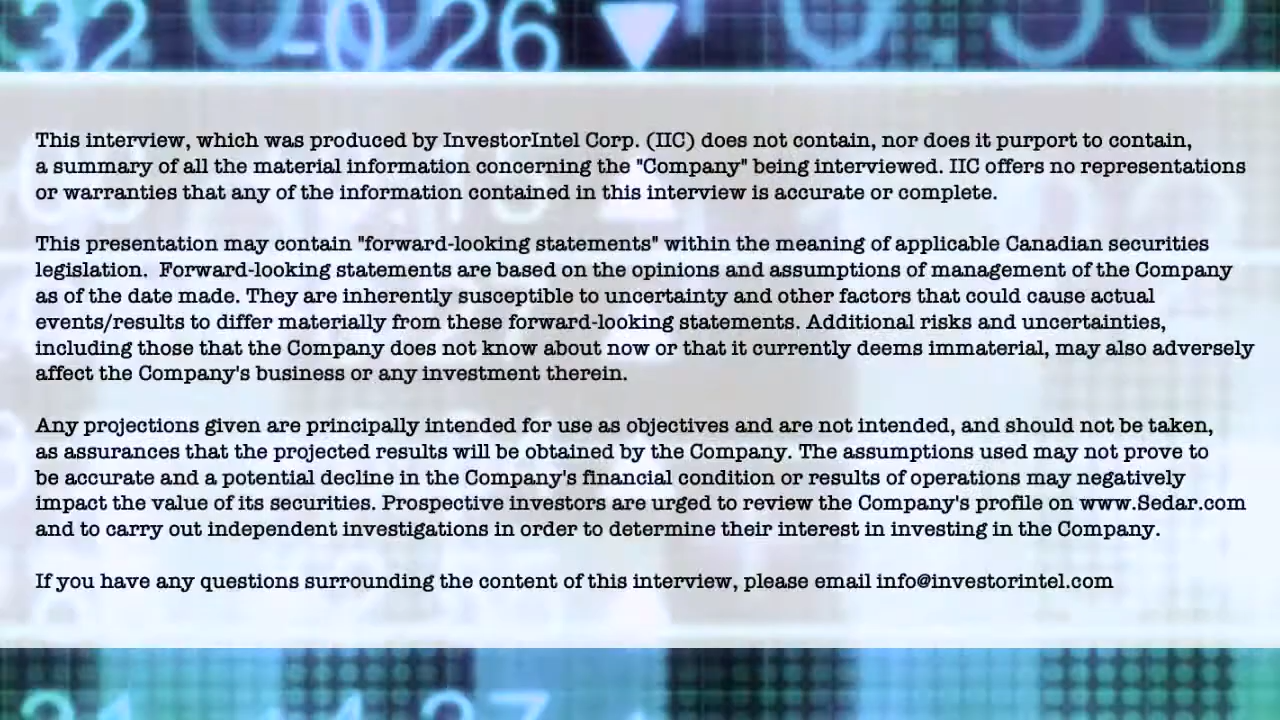 32 -0.26 ▼ 0.55
This interview, which was produced by InvestorIntel Corp. (IIC) does not contain, nor does it purport to contain,
a summary of all the material information concerning the "Company" being interviewed. IIC offers no representations
or warranties that any of the information contained in this interview is accurate or complete.
This presentation may contain "forward-looking statements" within the meaning of applicable Canadian securities
legislation.  Forward-looking statements are based on the opinions and assumptions of management of the Company
as of the date made. They are inherently susceptible to uncertainty and other factors that could cause actual
events/results to differ materially from these forward-looking statements. Additional risks and uncertainties,
including those that the Company does not know about now or that it currently deems immaterial, may also adversely
affect the Company's business or any investment therein.
Any projections given are principally intended for use as objectives and are not intended, and should not be taken,
as assurances that the projected results will be obtained by the Company. The assumptions used may not prove to
be accurate and a potential decline in the Company's financial condition or results of operations may negatively
impact the value of its securities. Prospective investors are urged to review the Company's profile on www.Sedar.com
and to carry out independent investigations in order to determine their interest in investing in the Company.
If you have any questions surrounding the content of this interview, please email info@investorintel.com